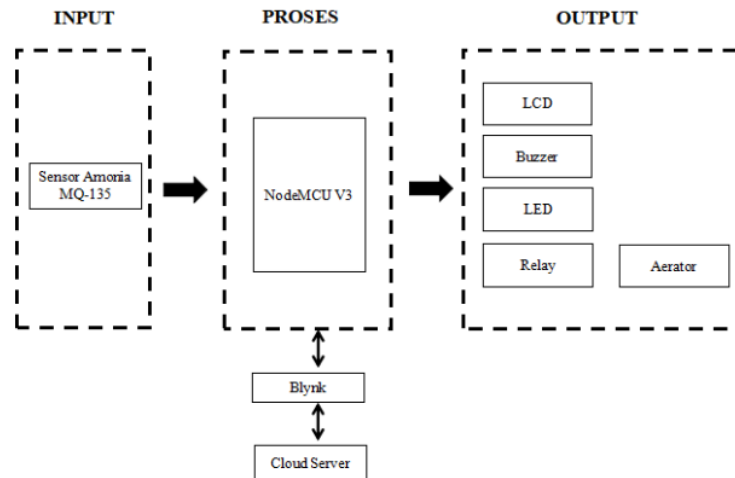 INPUT
PROSES
OUTPUT
Sensor Amonia
MQ-135
NodeMCU V3
LCD
Buzzer
LED
Relay
Aerator
Blynk
Cloud Server